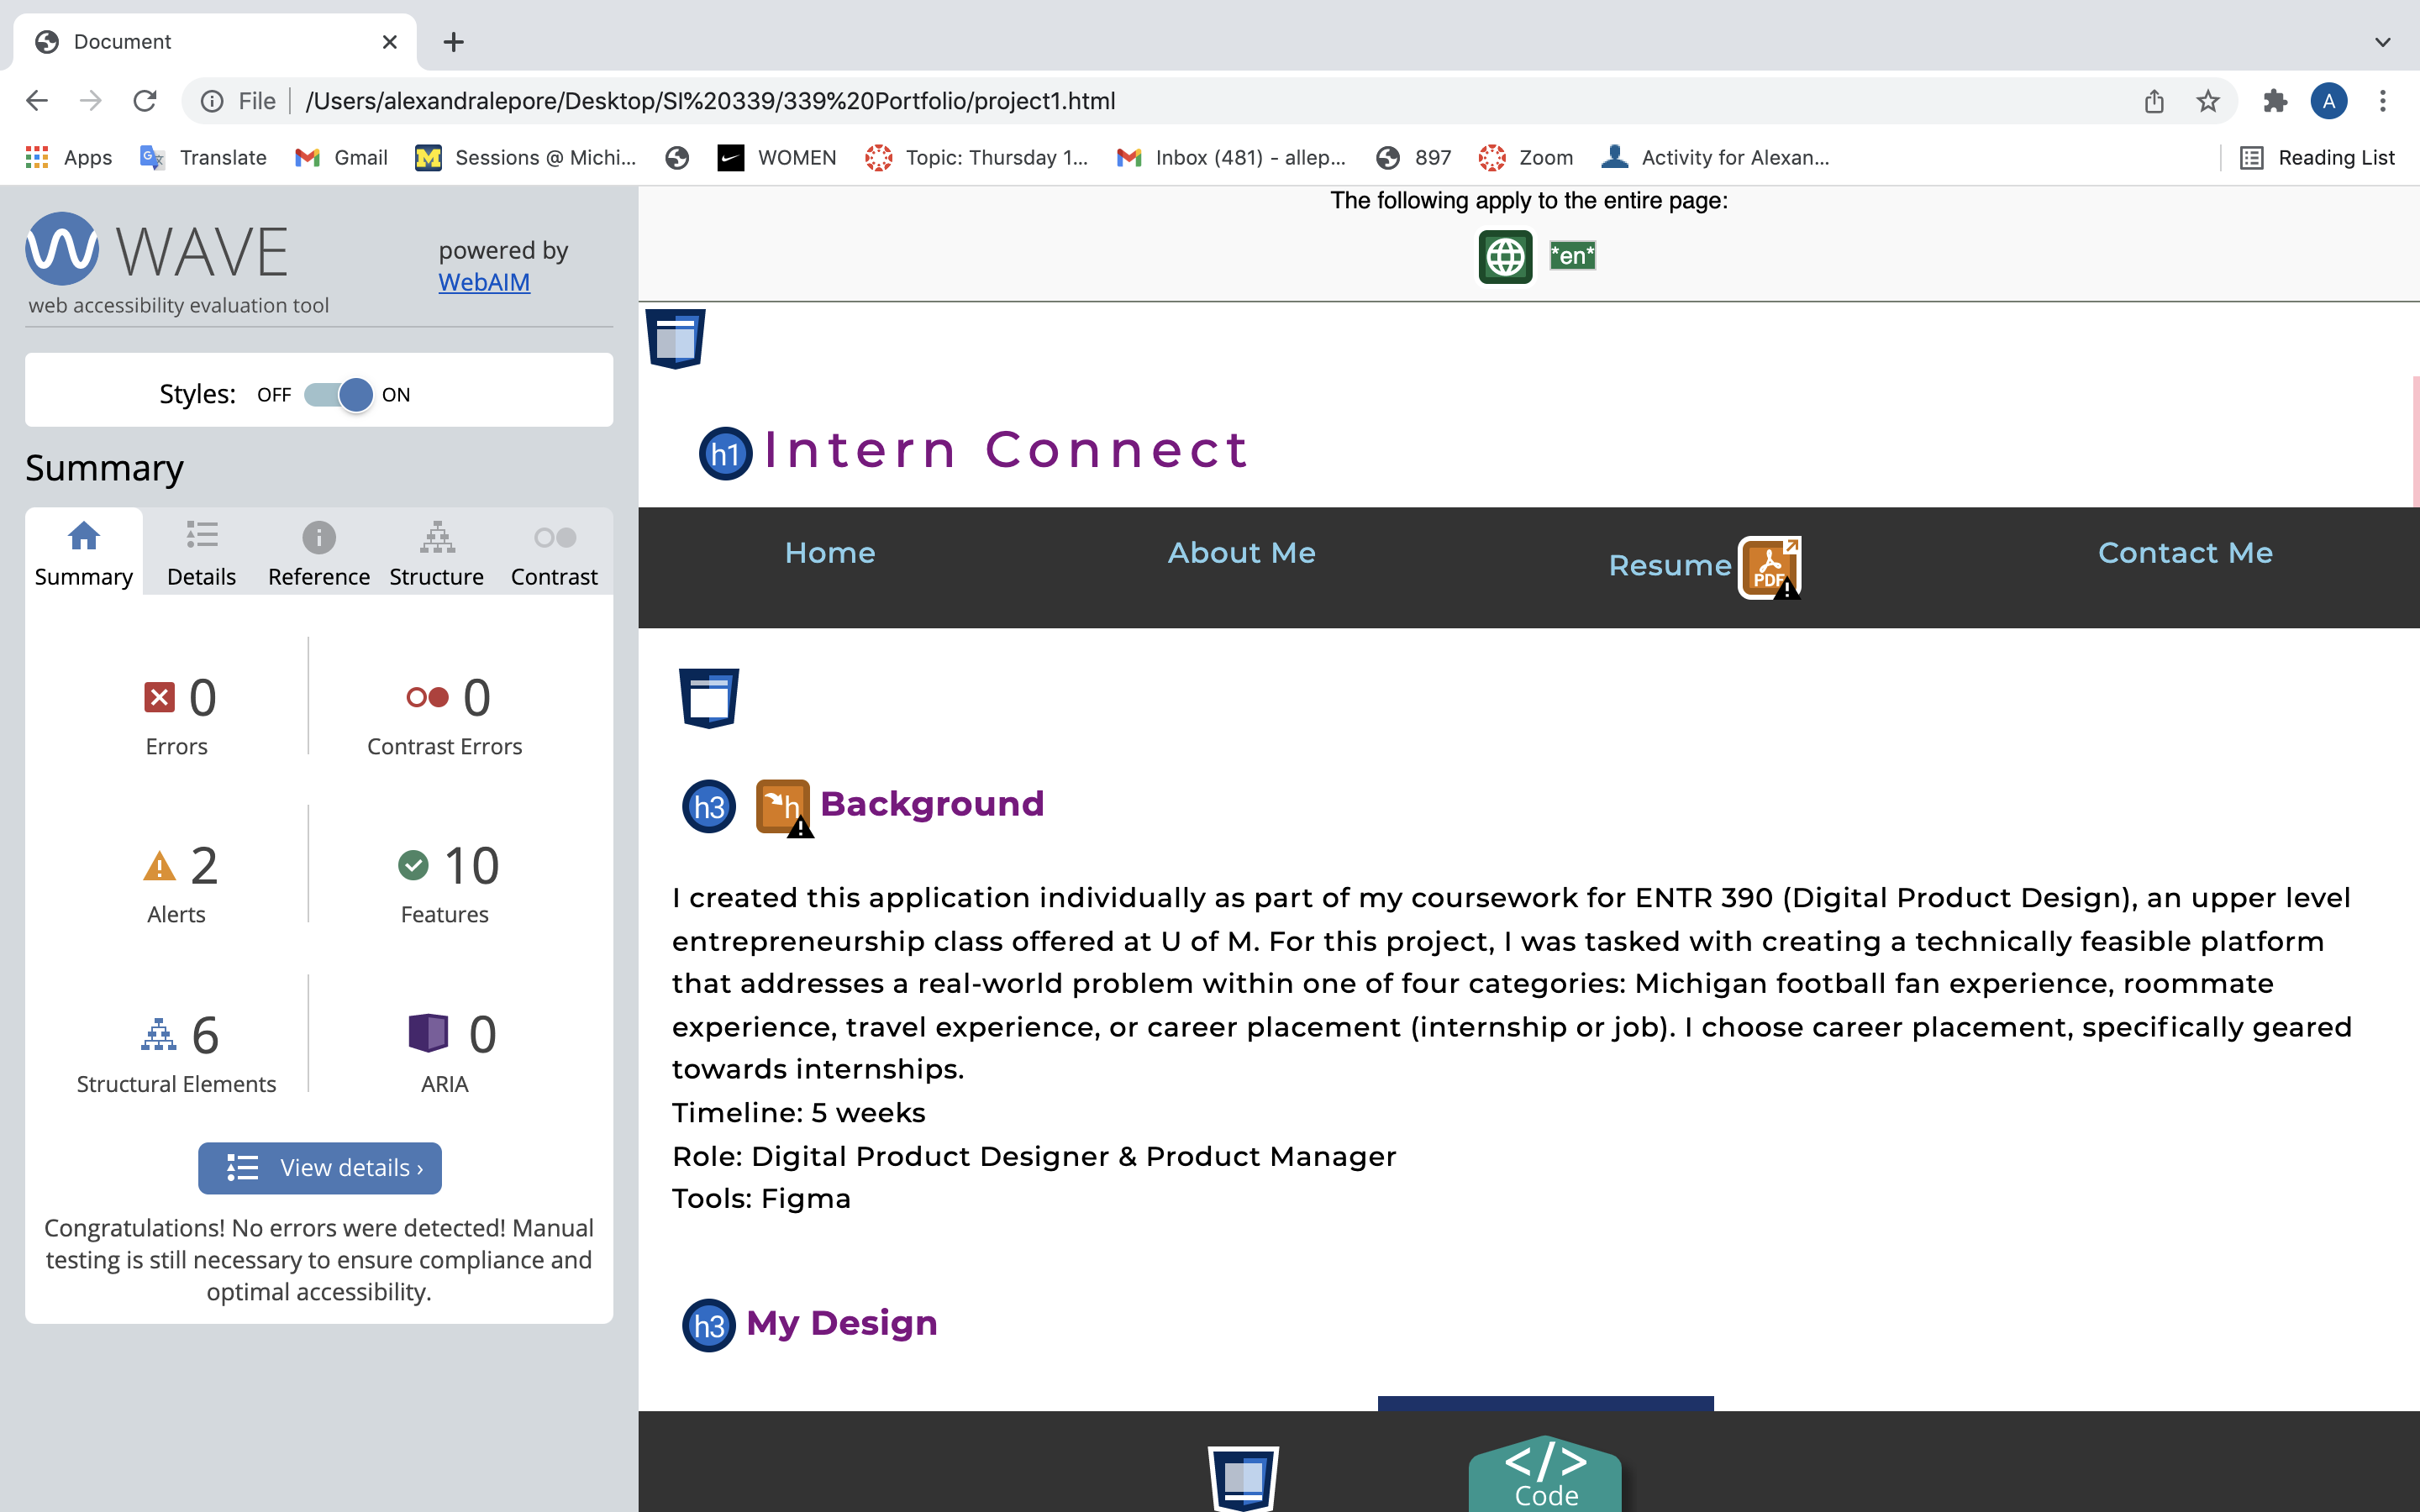 Document
File
/Users/alexandralepore/Desktop/SI%20339/339%20Portfolio/project1.html
A
Apps
Translate
Gmail
M
Sessions @ Michi...
WOMEN
Topic: Thursday 1...
Inbox (481) - allep...
897
Zoom
Activity for Alexan...
Reading List
WAVE
web accessibility evaluation tool
powered by
WebAIM
Styles: OFF ON
Summary
Summary
Details
Reference
Structure
Contrast
0
Errors
0
Contrast Errors
2
Alerts
10
Features
6
Structural Elements
0
ARIA
View details ›
Congratulations! No errors were detected! Manual
testing is still necessary to ensure compliance and
optimal accessibility.
The following apply to the entire page:
*en*
h1 Intern Connect
Home
About Me
Resume PDF
Contact Me
h3 h Background
I created this application individually as part of my coursework for ENTR 390 (Digital Product Design), an upper level
entrepreneurship class offered at U of M. For this project, I was tasked with creating a technically feasible platform
that addresses a real-world problem within one of four categories: Michigan football fan experience, roommate
experience, travel experience, or career placement (internship or job). I choose career placement, specifically geared
towards internships.
Timeline: 5 weeks
Role: Digital Product Designer & Product Manager
Tools: Figma
h3 My Design
</>
Code